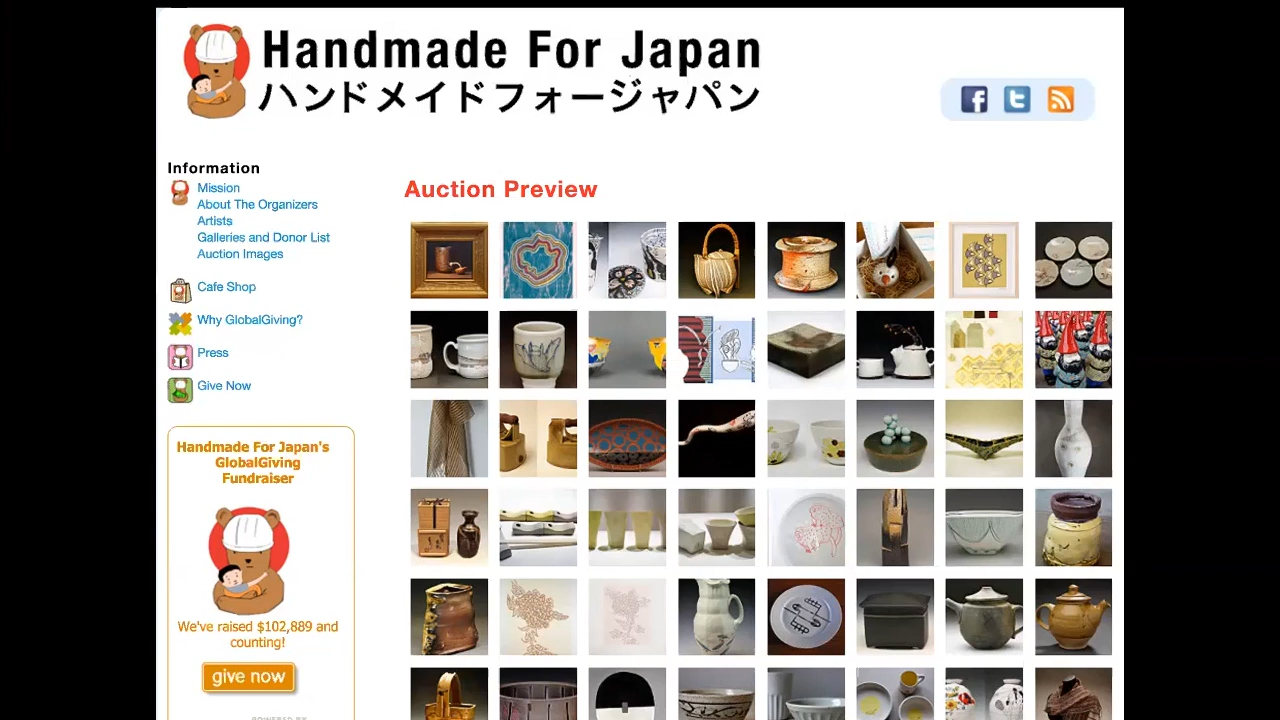 Handmade For Japan
ハンドメイドフォージャパン
Information
Mission
About The Organizers
Artists
Galleries and Donor List
Auction Images
Cafe Shop
Why GlobalGiving?
Press
Give Now
Auction Preview
Handmade For Japan's
GlobalGiving
Fundraiser
We've raised $102,889 and
counting!
give now
POWERED BY